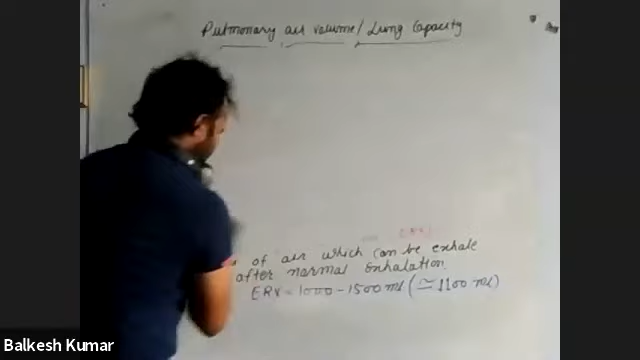 Pulmonary air volume/Lung Capacity
of air which can be exhale
after normal exhalation
ERV = 1000 - 1500 ml (≅ 1100 ml)
Balkesh Kumar